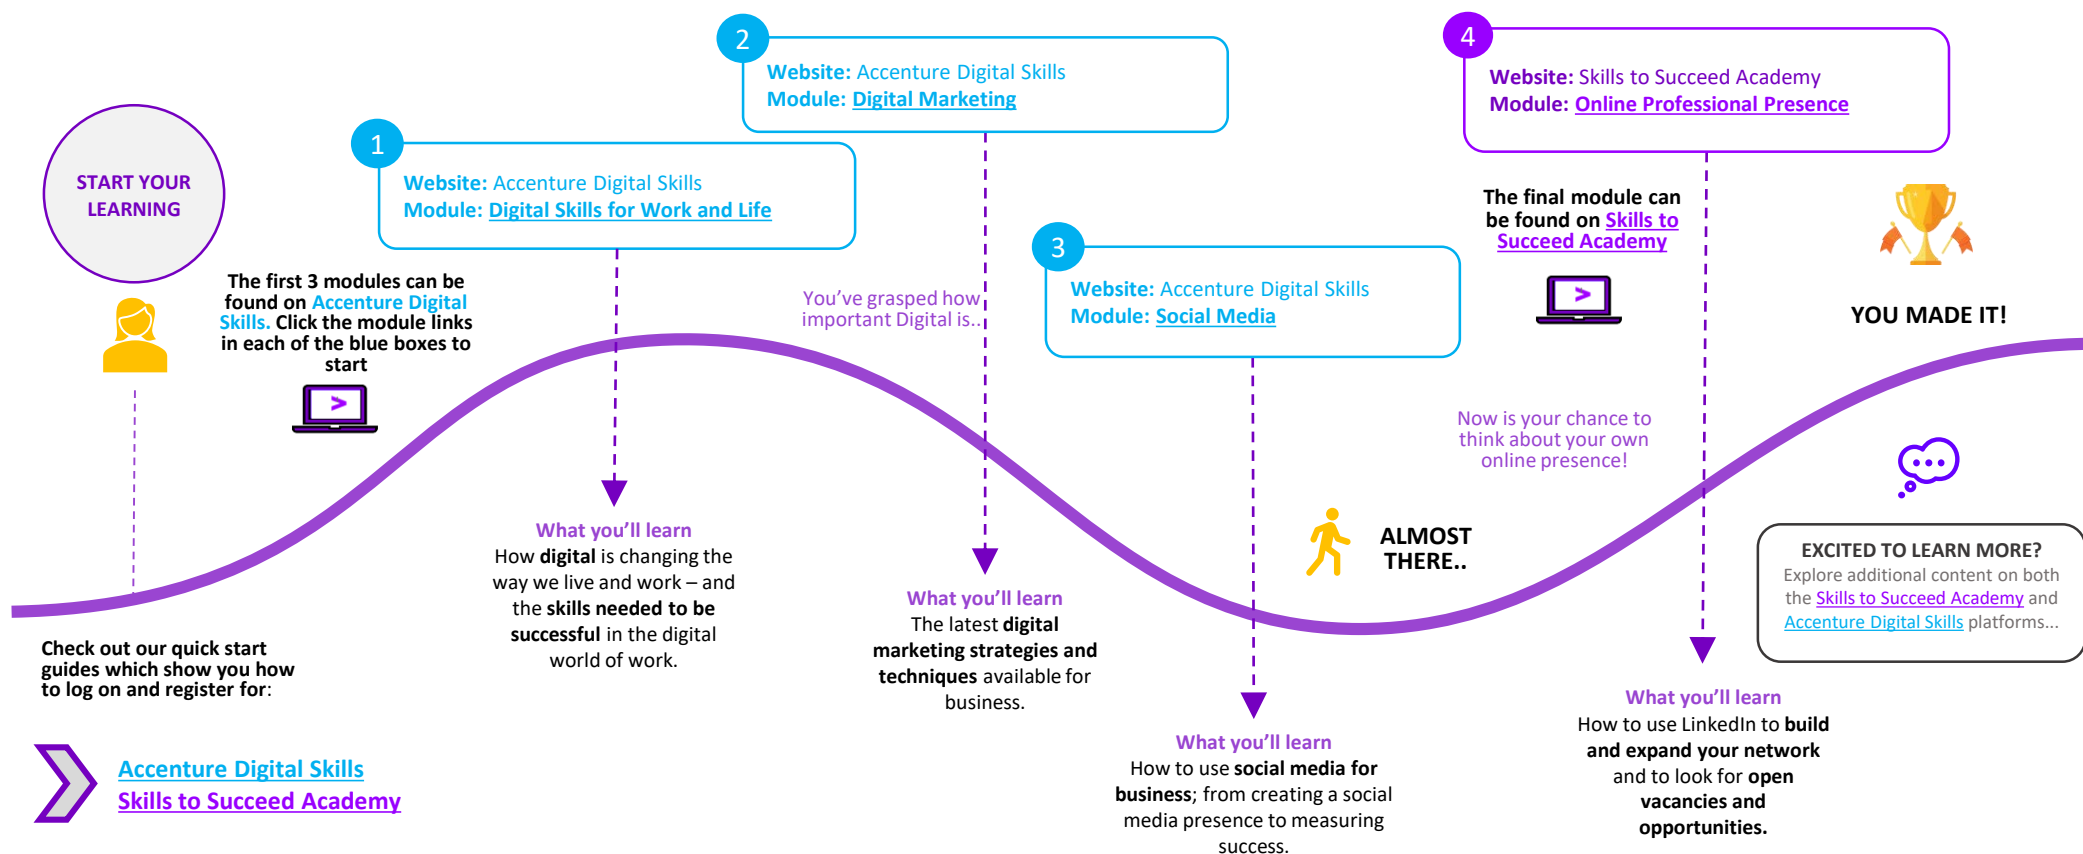 START YOUR
LEARNING
The first 3 modules can be
found on Accenture Digital
Skills. Click the module links
in each of the blue boxes to
start
>
Check out our quick start
guides which show you how
to log on and register for:
Accenture Digital Skills
Skills to Succeed Academy
1
Website: Accenture Digital Skills
Module: Digital Skills for Work and Life
What you’ll learn
How digital is changing the
way we live and work – and
the skills needed to be
successful in the digital
world of work.
2
Website: Accenture Digital Skills
Module: Digital Marketing
You’ve grasped how
important Digital is..
What you’ll learn
The latest digital
marketing strategies and
techniques available for
business.
3
Website: Accenture Digital Skills
Module: Social Media
What you’ll learn
How to use social media for
business; from creating a social
media presence to measuring
success.
ALMOST
THERE..
4
Website: Skills to Succeed Academy
Module: Online Professional Presence
The final module can
be found on Skills to
Succeed Academy
>
Now is your chance to
think about your own
online presence!
What you’ll learn
How to use LinkedIn to build
and expand your network
and to look for open
vacancies and
opportunities.
YOU MADE IT!
EXCITED TO LEARN MORE?
Explore additional content on both
the Skills to Succeed Academy and
Accenture Digital Skills platforms...